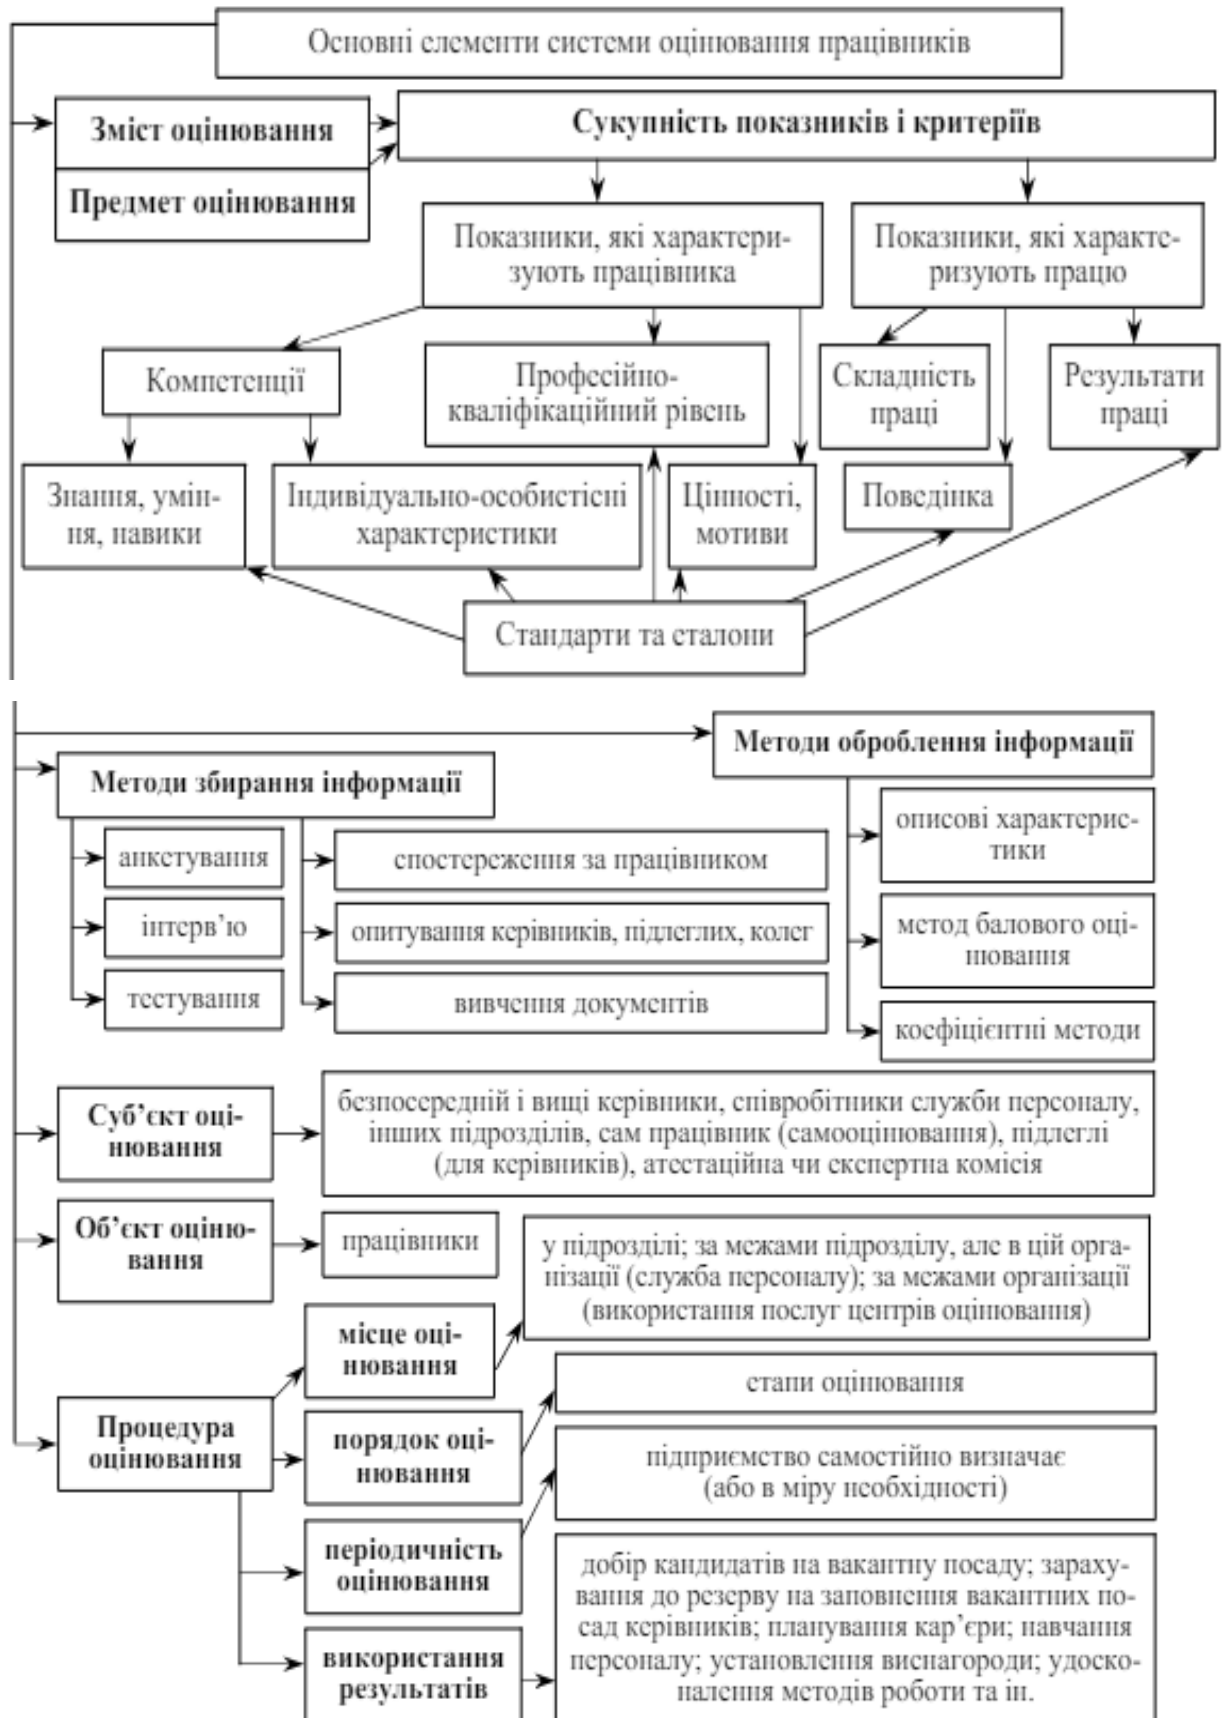 Основні елементи системи оцінювання працівників
Зміст оцінювання
Предмет оцінювання
Сукупність показників і критеріїв
Показники, які характери-
зують працівника
Показники, які характе-
ризують працю
Компетенції
Професійно-
кваліфікаційний рівень
Складність
праці
Результати
праці
Знання, умін-
ня, навики
Індивідуально-особистісні
характеристики
Цінності,
мотиви
Поведінка
Стандарти та еталони
Методи оброблення інформації
Методи збирання інформації
описові характерис-
тики
анкетування
спостереження за працівником
інтерв’ю
опитування керівників, підлеглих, колег
метод балового оці-
нювання
тестування
вивчення документів
коефіцієнтні методи
Суб’єкт оці-
нювання
безпосередній і вищі керівники, співробітники служби персоналу,
інших підрозділів, сам працівник (самооцінювання), підлеглі
(для керівників), атестаційна чи експертна комісія
Об’єкт оціню-
вання
працівники
у підрозділі; за межами підрозділу, але в цій орга-
нізації (служба персоналу); за межами організації
(використання послуг центрів оцінювання)
місце оці-
нювання
етапи оцінювання
Процедура
оцінювання
порядок оці-
нювання
підприємство самостійно визначає
(або в міру необхідності)
періодичність
оцінювання
добір кандидатів на вакантну посаду; зараху-
вання до резерву на заповнення вакантних по-
сад керівників; планування кар’єри; навчання
персоналу; установлення винагороди; удоско-
налення методів роботи та ін.
використання
результатів